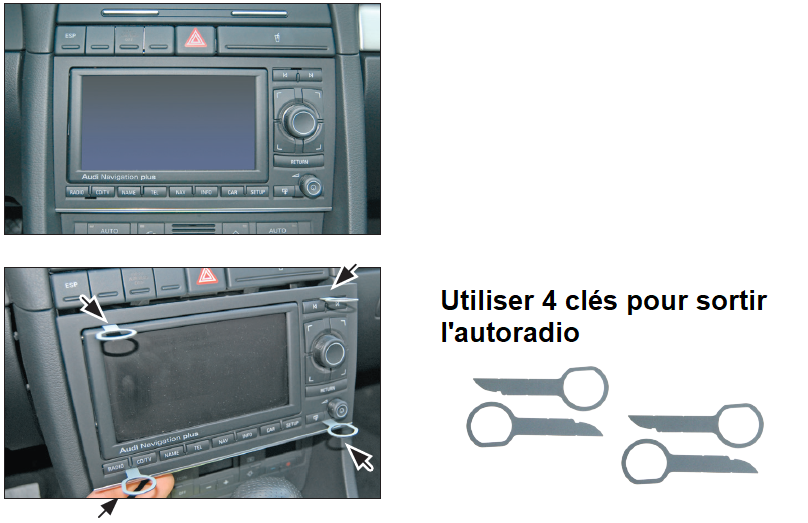 ESP
RETURN
Audi Navigation plus
RADIO CD/TV NAME TEL NAV INFO CAR SETUP
AUTO AUTO
ESP
RETURN
Audi Navigation plus
RADIO CD/TV NAME TEL NAV INFO CAR SETUP
Utiliser 4 clés pour sortir
l'autoradio